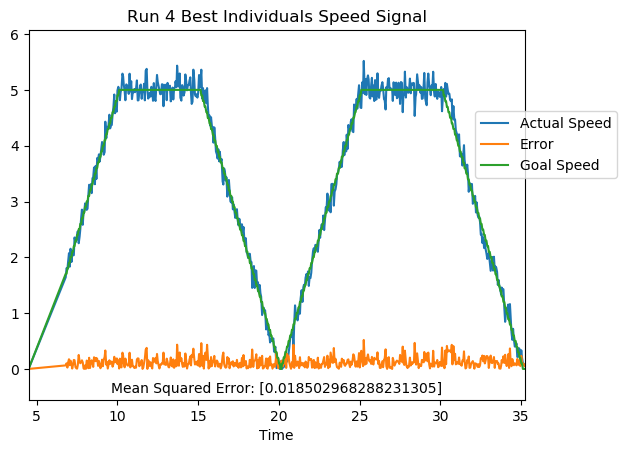 Run 4 Best Individuals Speed Signal
6
5
4
3
2
1
0
Actual Speed
Error
Goal Speed
Mean Squared Error: [0.018502968288231305]
5 10 15 20 25 30 35
Time